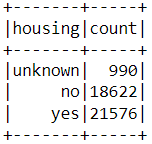 +-------+-----+
|housing|count|
+-------+-----+
|unknown|  990|
|     no|18622|
|    yes|21576|
+-------+-----+